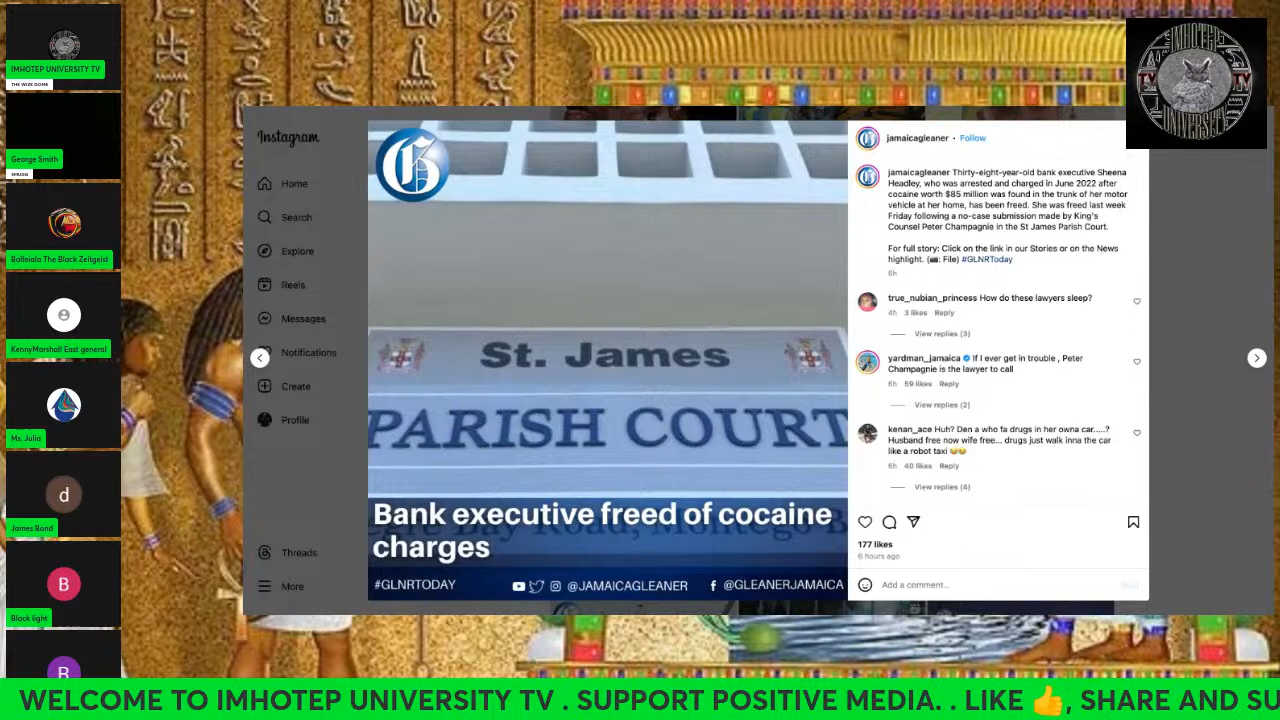 IMHOTEP UNIVERSITY TV
THE WIZE DOME
George Smith
SMUGG
Balleiala The Black Zeitgeist
KennyMarshall East general
Ms. Julia
d
James Bond
B
Black light
B
IMHOTEP
TV TV
UNIVERSITY
Instagram
Home
Search
Explore
Reels
Messages
Notifications
Create
Profile
Threads
More
G
St. James
PARISH COURT
Bank executive freed of cocaine
charges
#GLNRTODAY @JAMAICAGLEANER @GLEANERJAMAICA
jamaicagleaner • Follow
jamaicagleaner Thirty-eight-year-old bank executive Sheena
Headley, who was arrested and charged in June 2022 after
cocaine worth $85 million was found in the trunk of her motor
vehicle at her home, has been freed. She was freed last week
Friday following a no-case submission made by King's
Counsel Peter Champagnie in the St James Parish Court.
For full story: Click on the link in our Stories or on the News
highlight. (📷: File) #GLNRToday
6h
true_nubian_princess How do these lawyers sleep?
4h 3 likes Reply
View replies (3)
yardman_jamaica If I ever get in trouble , Peter
Champagnie is the lawyer to call
6h 59 likes Reply
View replies (2)
kenan_ace Huh? Den a who fa drugs in her owna car.....?
Husband free now wife free... drugs just walk inna the car
like a robot taxi 😂😂
6h 40 likes Reply
View replies (4)
177 likes
6 hours ago
Add a comment...
WELCOME TO IMHOTEP UNIVERSITY TV . SUPPORT POSITIVE MEDIA. . LIKE 👍, SHARE AND SU